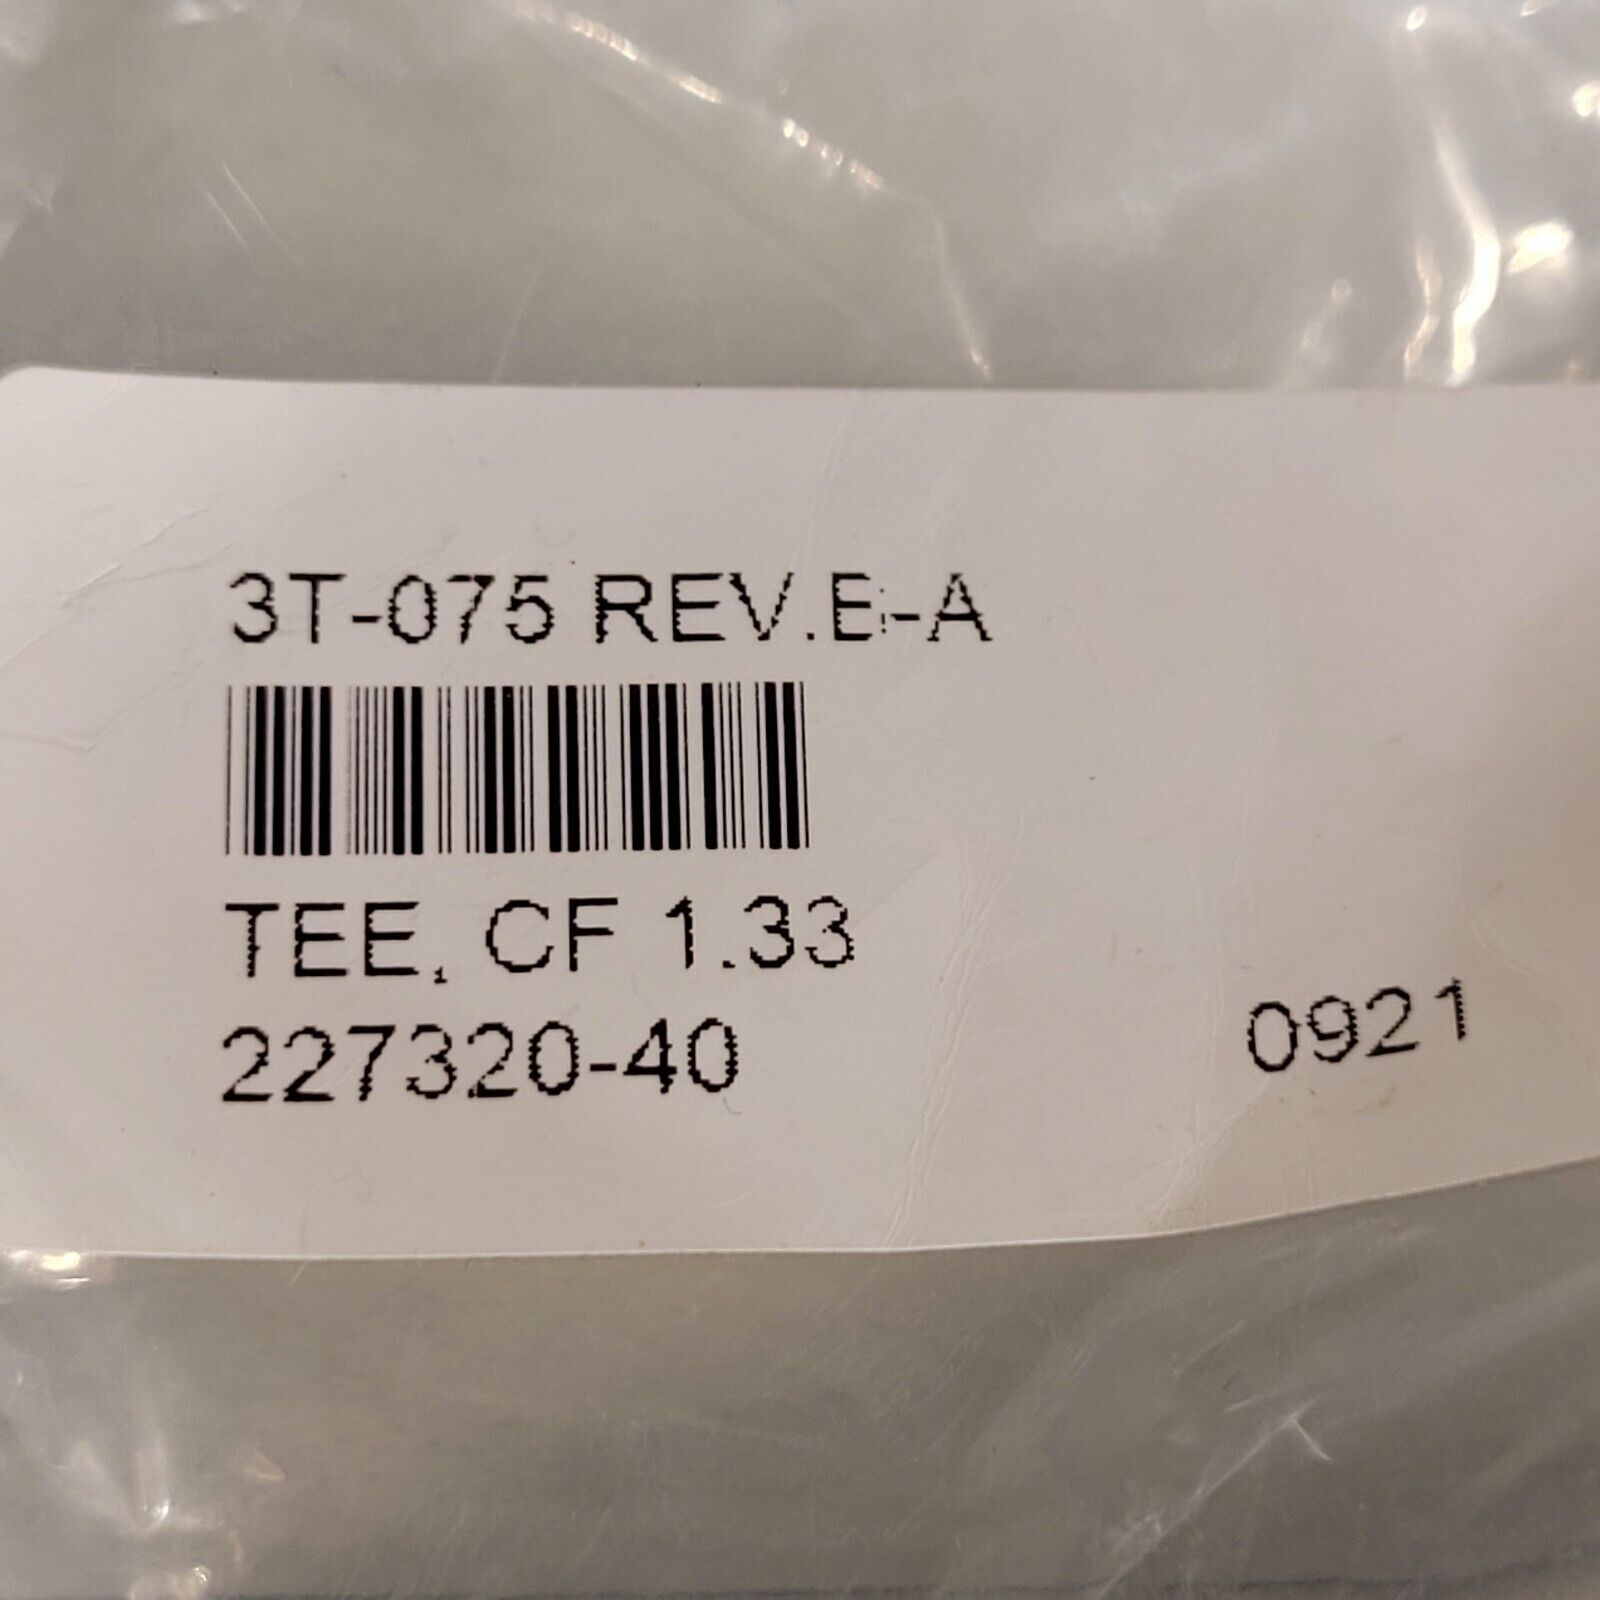 3T-075 REV.B-A
TEE, CF 1.33
227320-40
0921